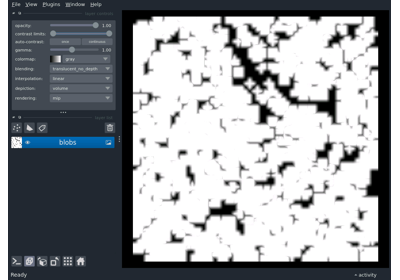 File View Plugins Window Help
opacity: 1.00
contrast limits:
auto-contrast: once continuous
gamma: 1.00
colormap: gray
blending: translucent_no_depth
interpolation: linear
depiction: volume
rendering: mip
blobs
Ready
activity